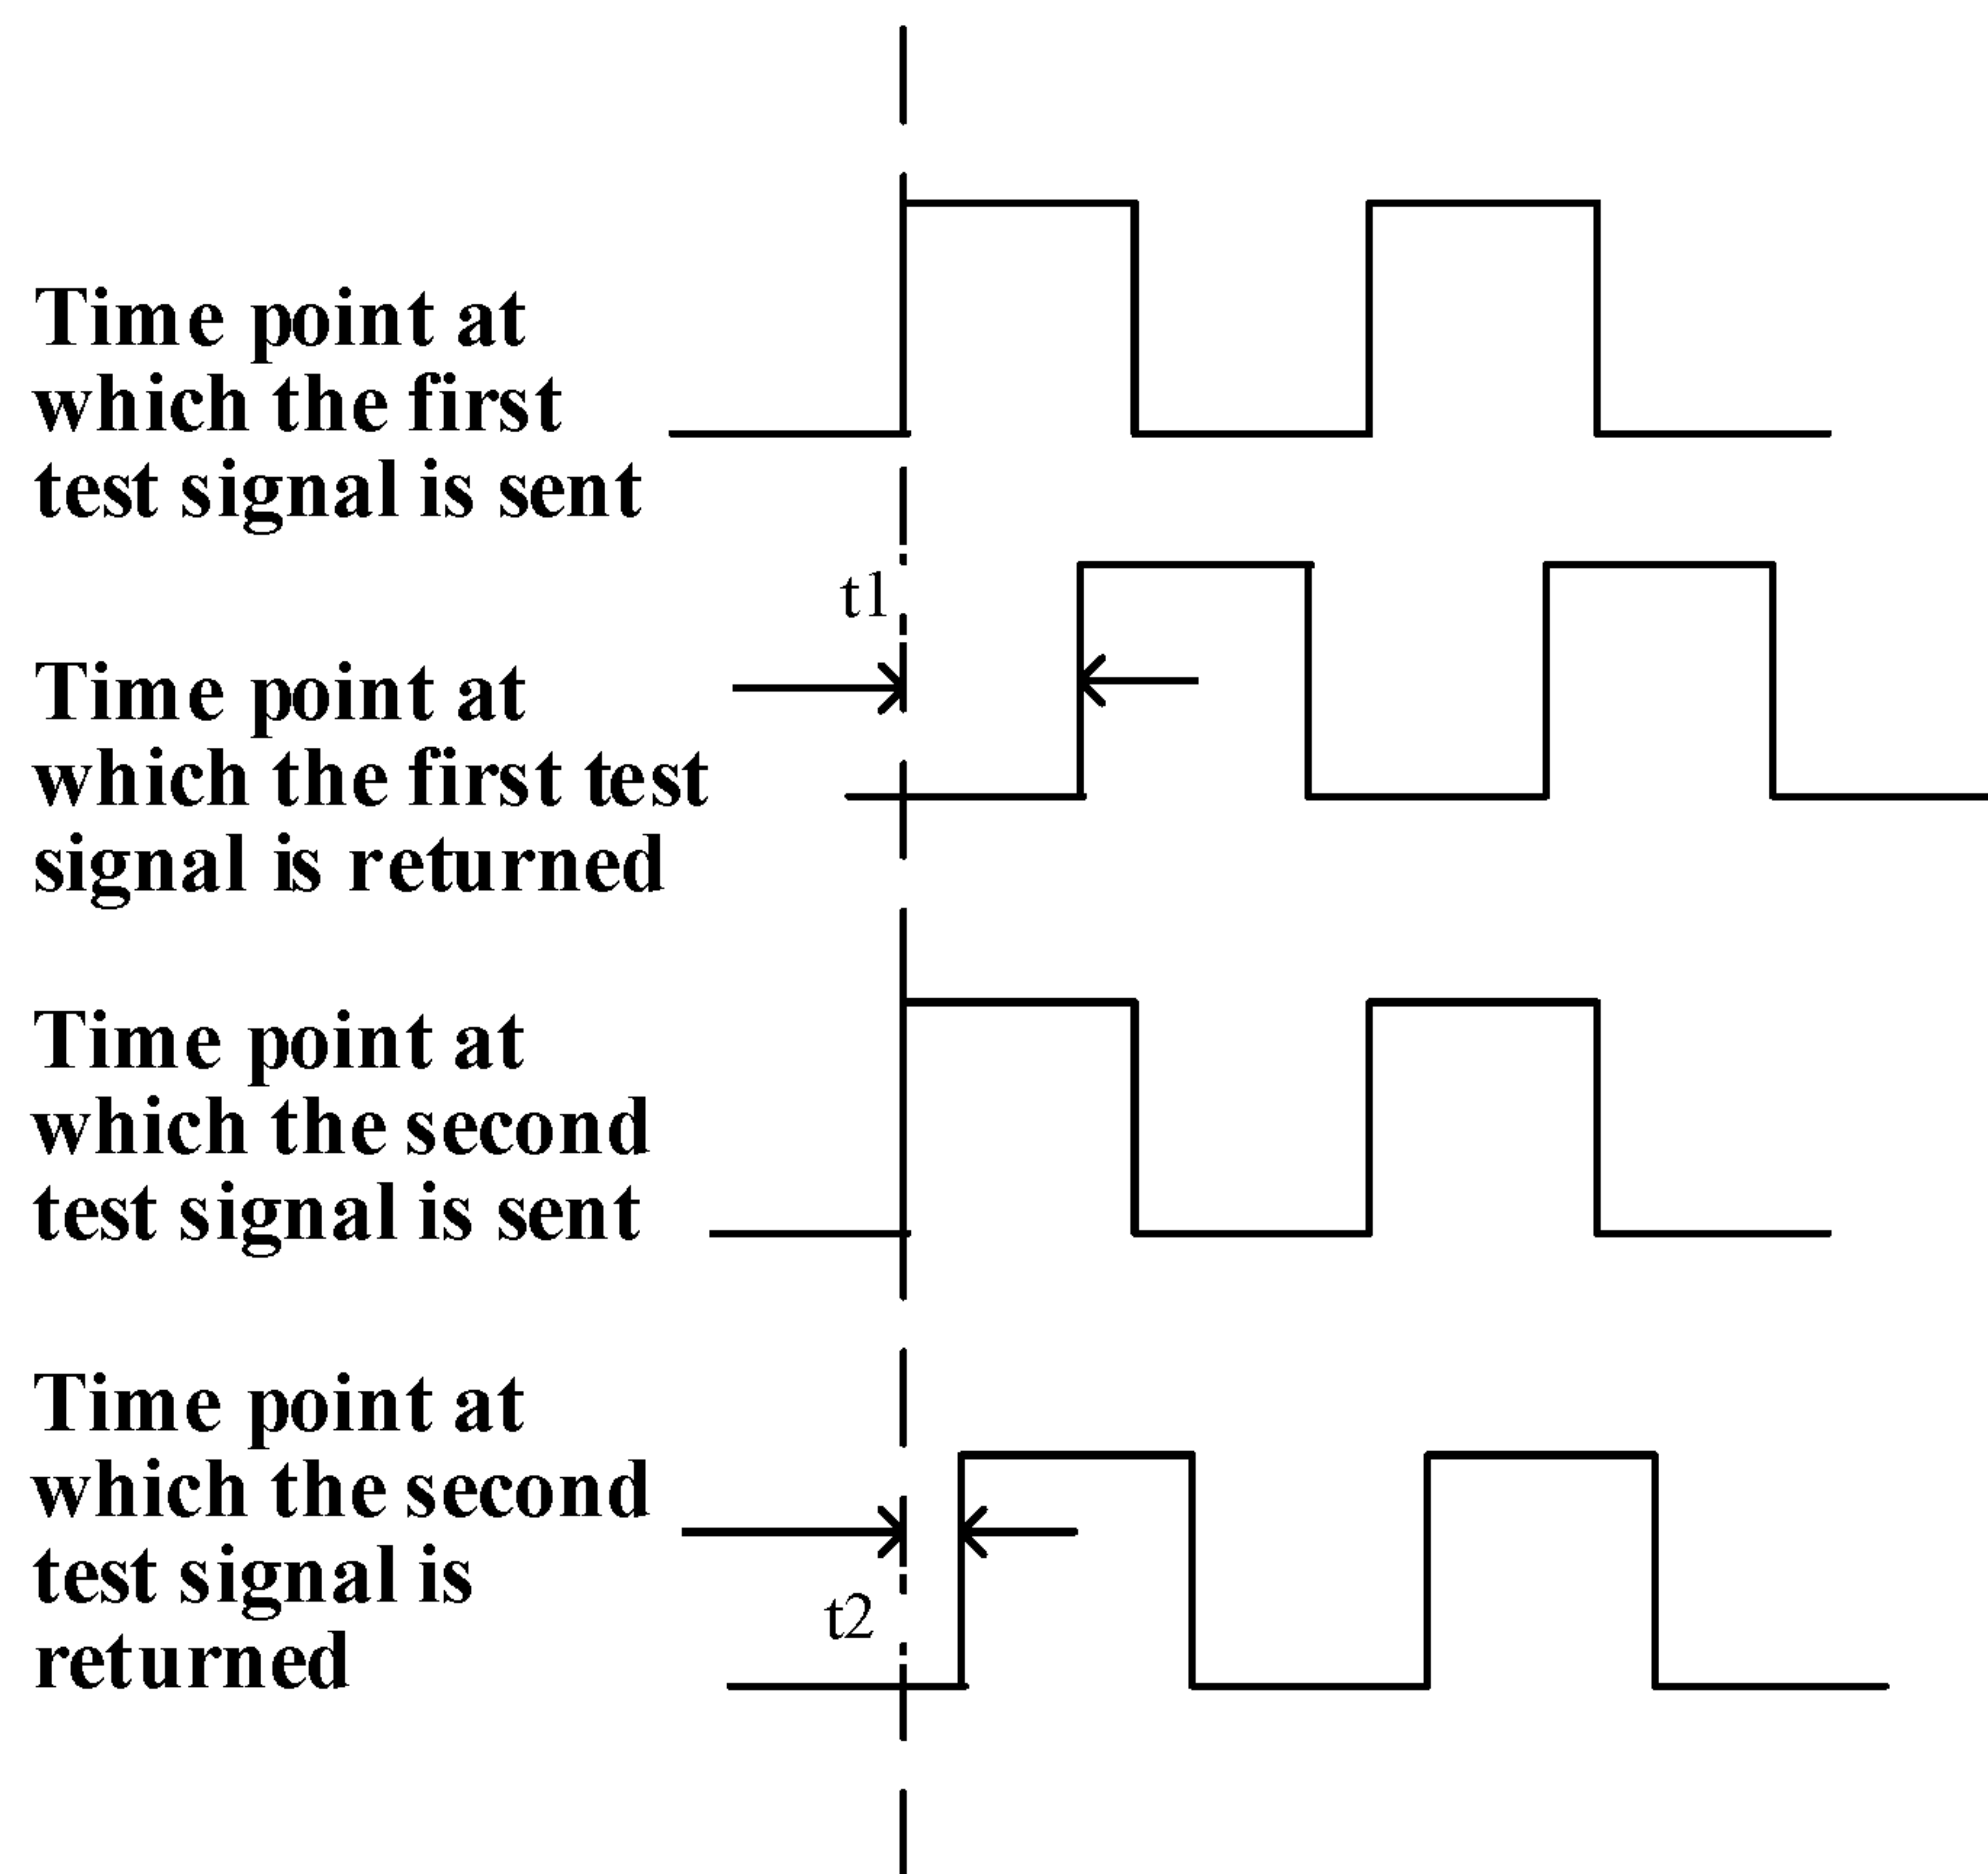 Time point at
which the first
test signal is sent
t1
Time point at
which the first test
signal is returned
Time point at
which the second
test signal is sent
Time point at
which the second
test signal is
returned
t2